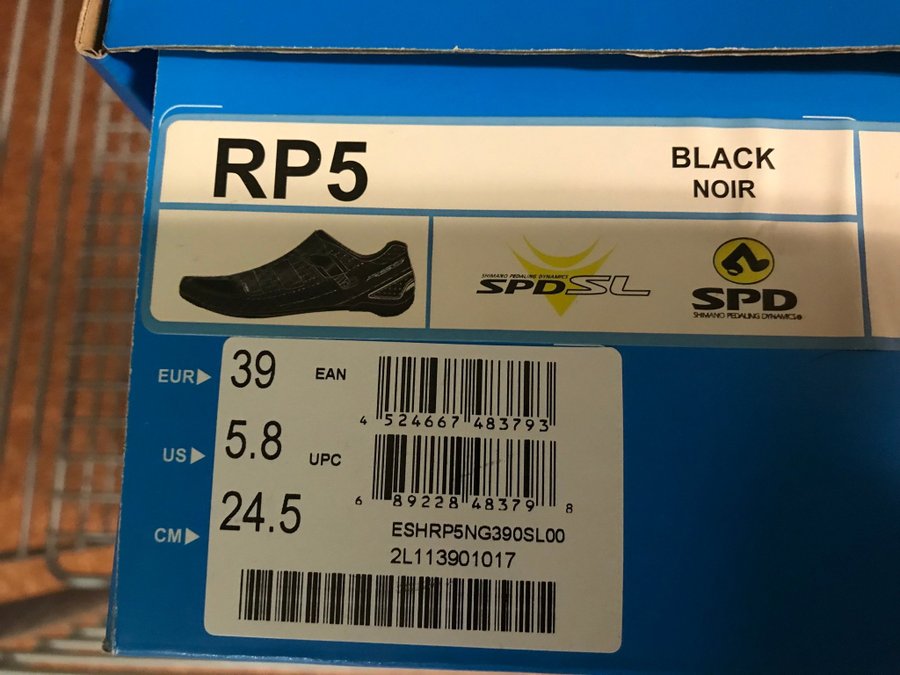 RP5
BLACK
NOIR
SHIMANO PEDALING DYNAMICS
SPDSL
SPD
SHIMANO PEDALING DYNAMICS®
EUR 39
EAN
4 524667 483793
US 5.8
UPC
6 89228 48379 8
CM 24.5
ESHRP5NG390SL00
2L113901017